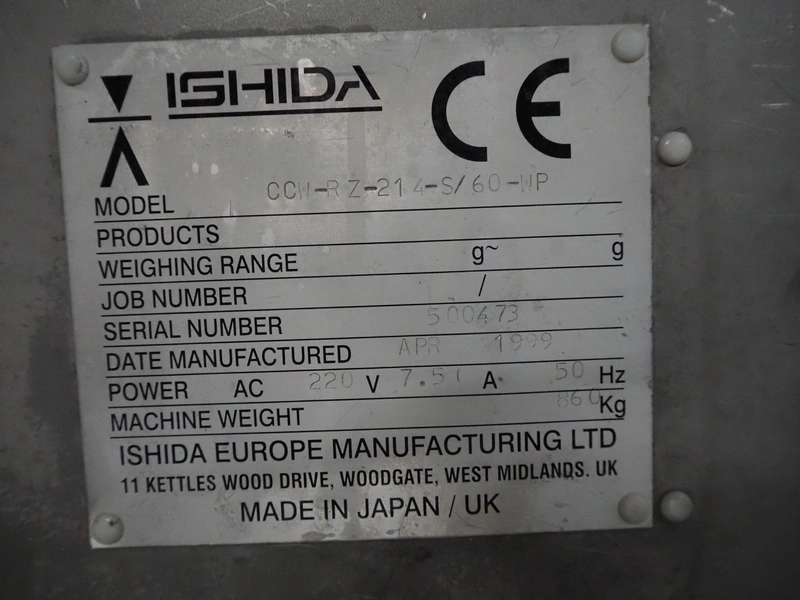 ISHIDA CE
MODEL CCW-RZ-214-S/60-WP
PRODUCTS
WEIGHING RANGE g~ g
JOB NUMBER /
SERIAL NUMBER 500473
DATE MANUFACTURED APR 1999
POWER AC 220 V A 50 Hz
MACHINE WEIGHT 860 Kg
ISHIDA EUROPE MANUFACTURING LTD
11 KETTLES WOOD DRIVE, WOODGATE, WEST MIDLANDS. UK
MADE IN JAPAN / UK